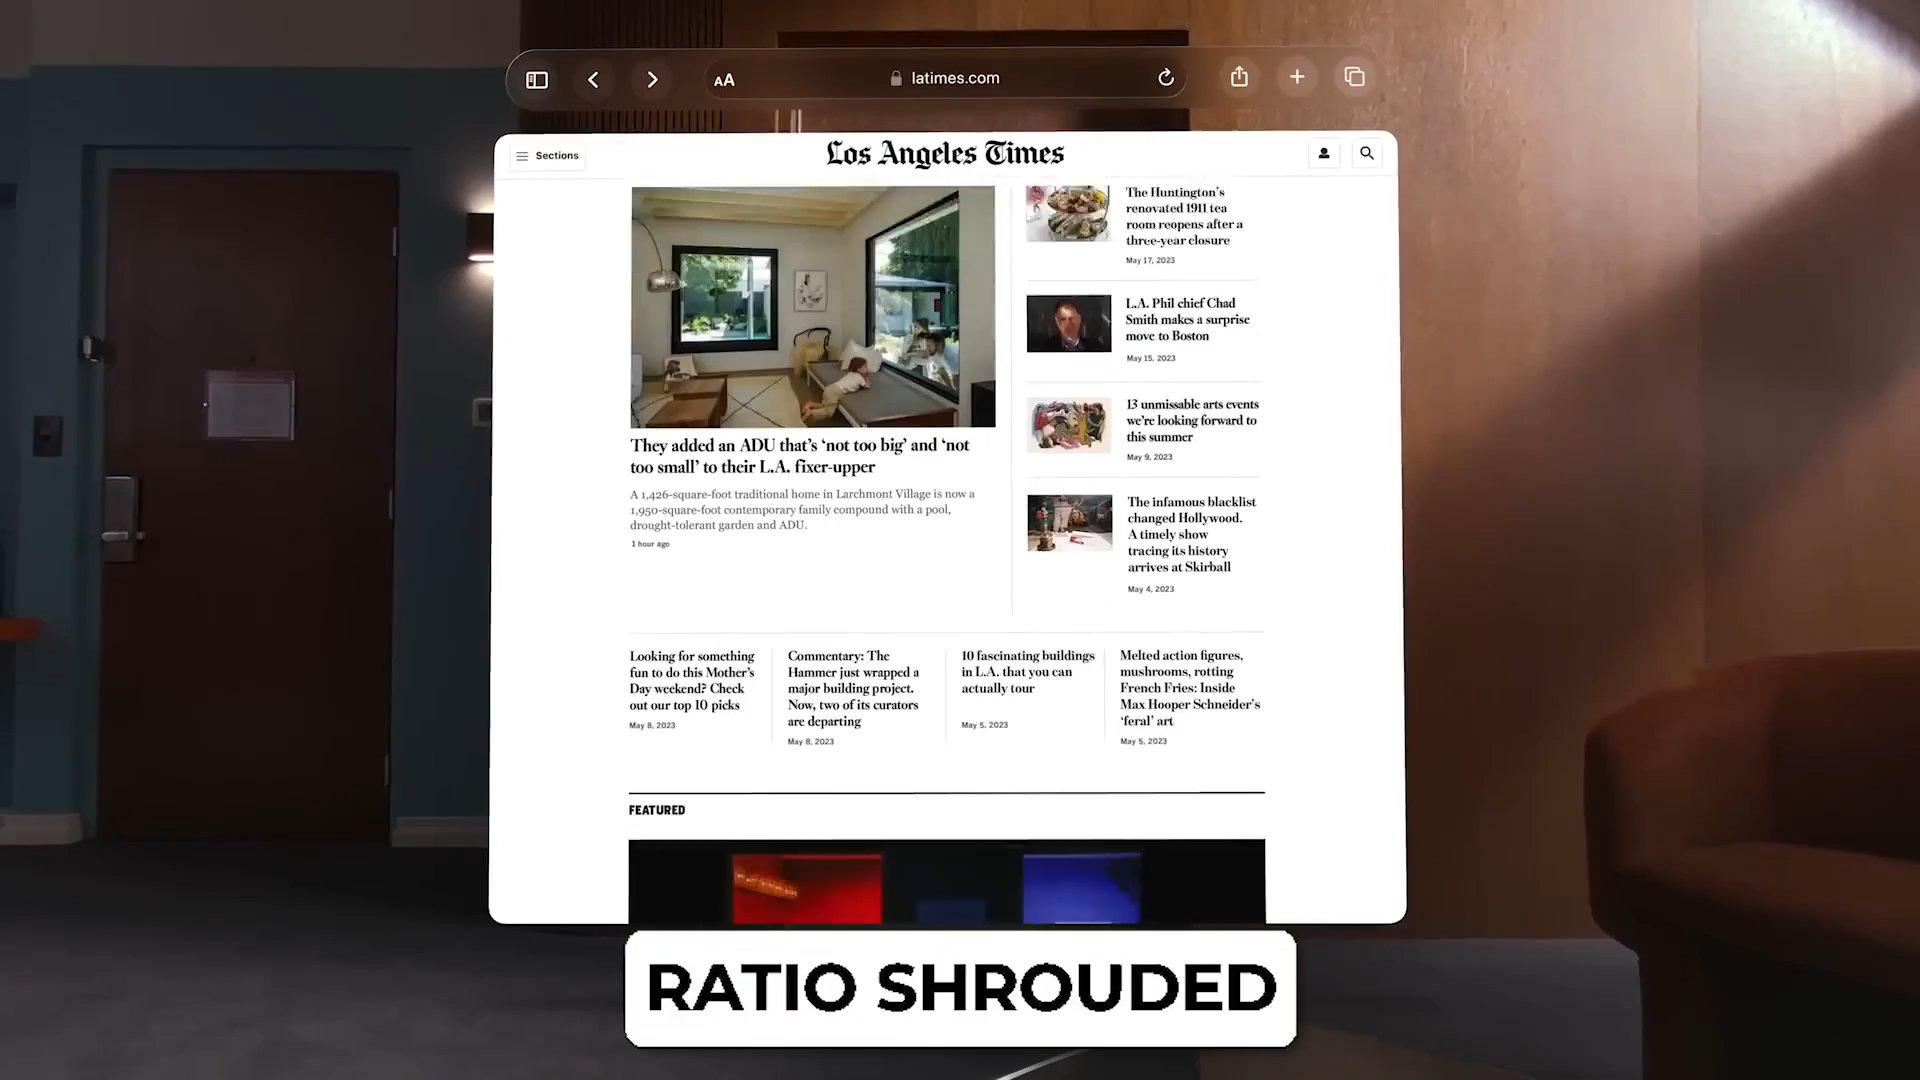 AA
latimes.com
Sections
Los Angeles Times
They added an ADU that's ‘not too big’ and ‘not
too small’ to their L.A. fixer-upper
A 1,426-square-foot traditional home in Larchmont Village is now a
1,950-square-foot contemporary family compound with a pool,
drought-tolerant garden and ADU.
1 hour ago
The Huntington's
renovated 1911 tea
room reopens after a
three-year closure
May 17, 2023
L.A. Phil chief Chad
Smith makes a surprise
move to Boston
May 15, 2023
13 unmissable arts events
we're looking forward to
this summer
May 9, 2023
The infamous blacklist
changed Hollywood.
A timely show
tracing its history
arrives at Skirball
May 4, 2023
Looking for something
fun to do this Mother's
Day weekend? Check
out our top 10 picks
May 8, 2023
Commentary: The
Hammer just wrapped a
major building project.
Now, two of its curators
are departing
May 8, 2023
10 fascinating buildings
in L.A. that you can
actually tour
May 5, 2023
Melted action figures,
mushrooms, rotting
French Fries: Inside
Max Hooper Schneider's
‘feral’ art
May 5, 2023
FEATURED
RATIO SHROUDED